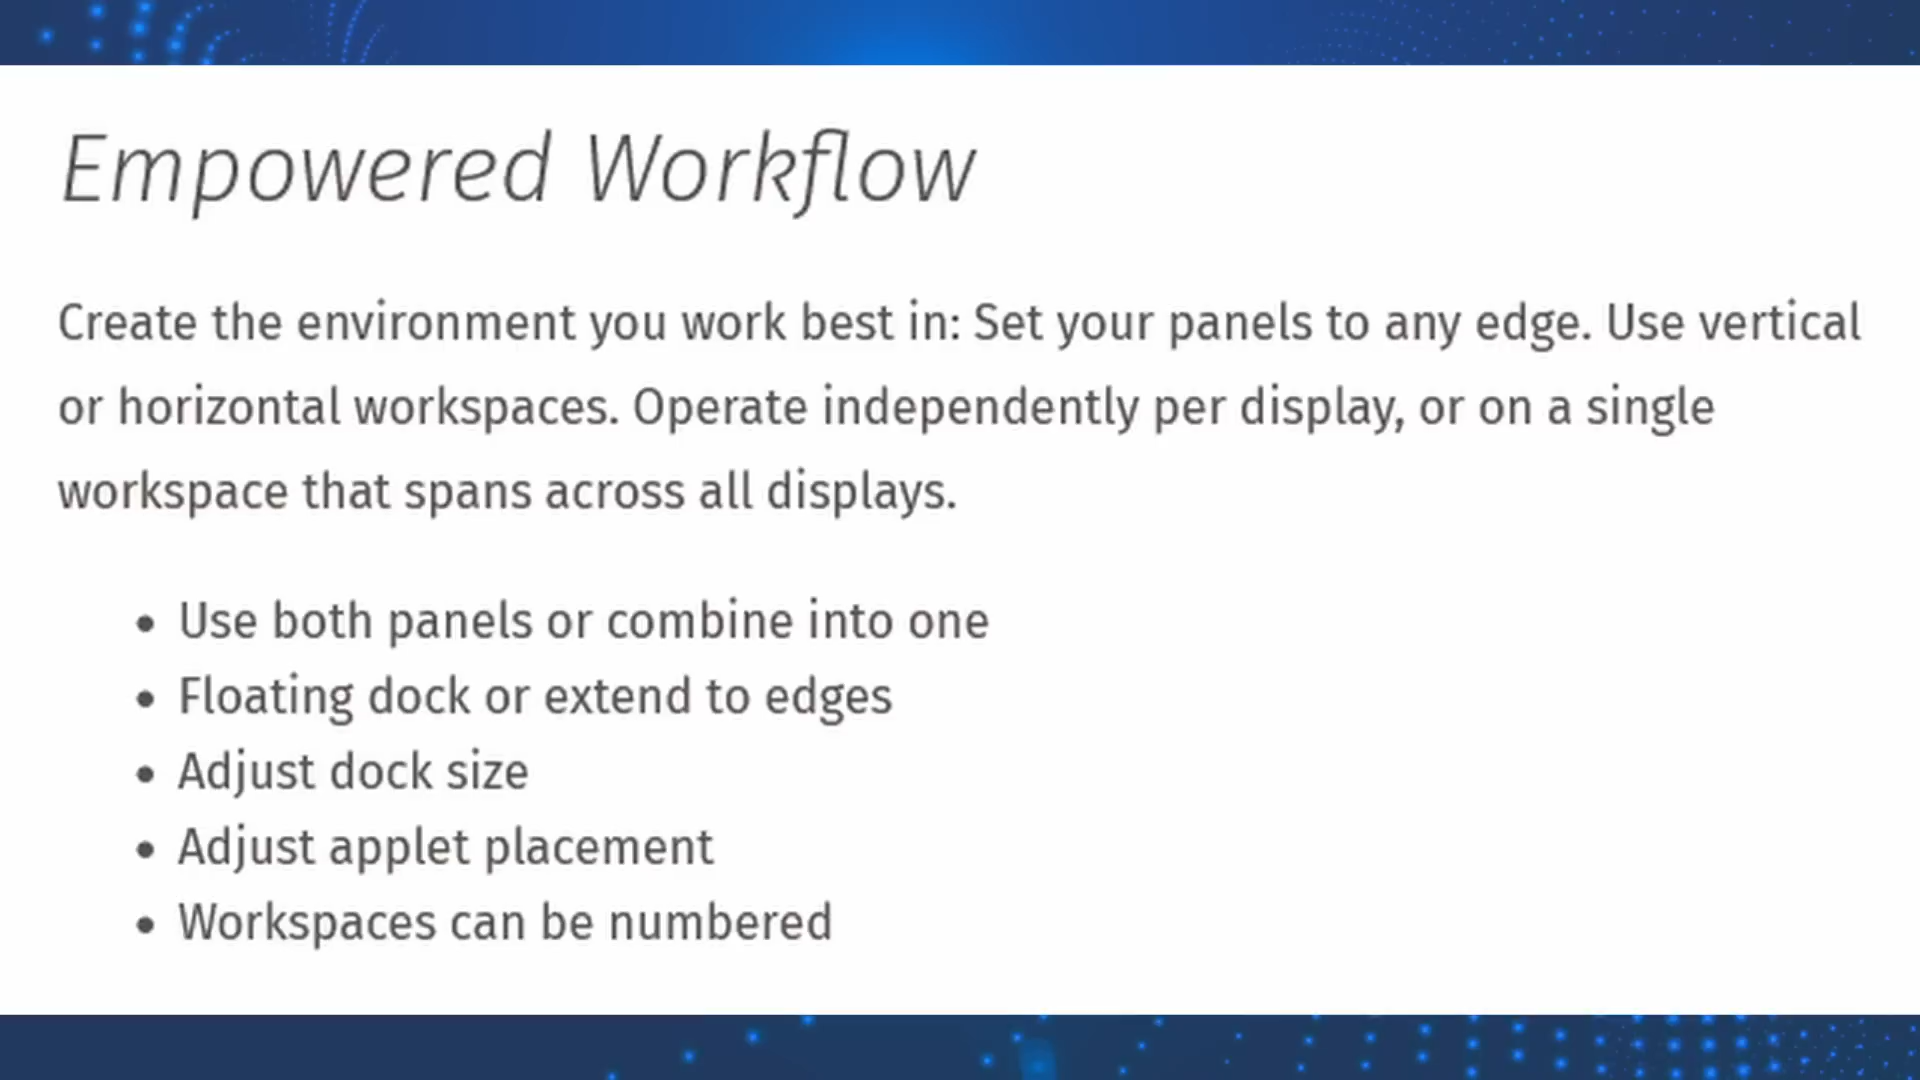 Empowered Workflow
Create the environment you work best in: Set your panels to any edge. Use vertical
or horizontal workspaces. Operate independently per display, or on a single
workspace that spans across all displays.
• Use both panels or combine into one
• Floating dock or extend to edges
• Adjust dock size
• Adjust applet placement
• Workspaces can be numbered